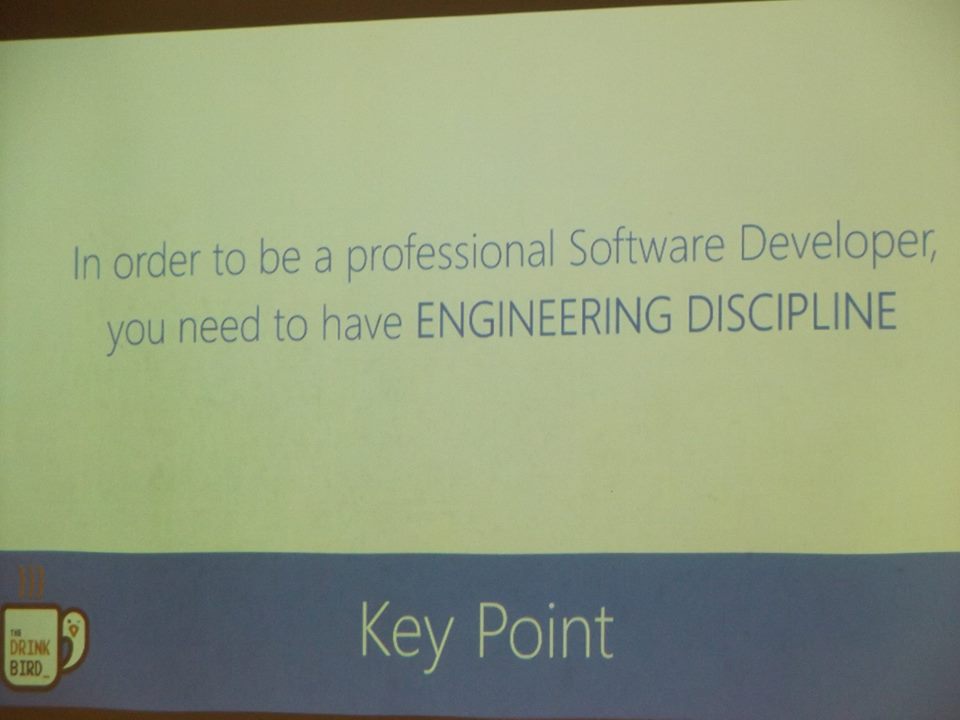 In order to be a professional Software Developer,
you need to have ENGINEERING DISCIPLINE
Key Point
THE
DRINK
BIRD_